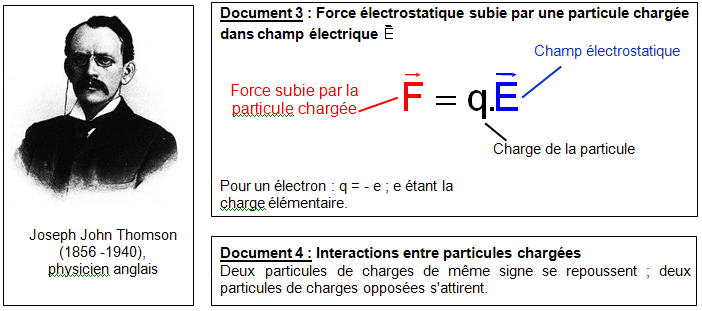 Joseph John Thomson
(1856 -1940),
physicien anglais
Document 3 : Force électrostatique subie par une particule chargée
dans champ électrique E⃗
Champ électrostatique
Force subie par la
particule chargée
F⃗ = q.E⃗
Charge de la particule
Pour un électron : q = - e ; e étant la
charge élémentaire.
Document 4 : Interactions entre particules chargées
Deux particules de charges de même signe se repoussent ; deux
particules de charges opposées s'attirent.